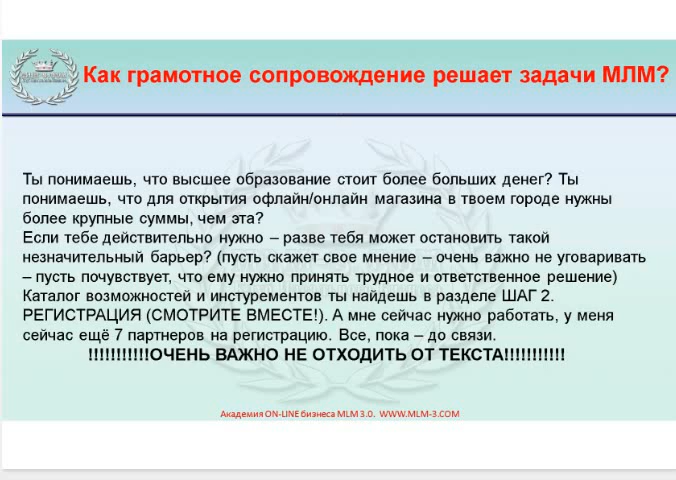 Как грамотное сопровождение решает задачи МЛМ?
Ты понимаешь, что высшее образование стоит более больших денег? Ты
понимаешь, что для открытия офлайн/онлайн магазина в твоем городе нужны
более крупные суммы, чем эта?
Если тебе действительно нужно – разве тебя может остановить такой
незначительный барьер? (пусть скажет свое мнение – очень важно не уговаривать
– пусть почувствует, что ему нужно принять трудное и ответственное решение)
Каталог возможностей и инстурементов ты найдешь в разделе ШАГ 2.
РЕГИСТРАЦИЯ (СМОТРИТЕ ВМЕСТЕ!). А мне сейчас нужно работать, у меня
сейчас ещё 7 партнеров на регистрацию. Все, пока – до связи.
!!!!!!!!!!!ОЧЕНЬ ВАЖНО НЕ ОТХОДИТЬ ОТ ТЕКСТА!!!!!!!!!!!
Академия ON-LINE бизнеса MLM 3.0. WWW.MLM-3.COM